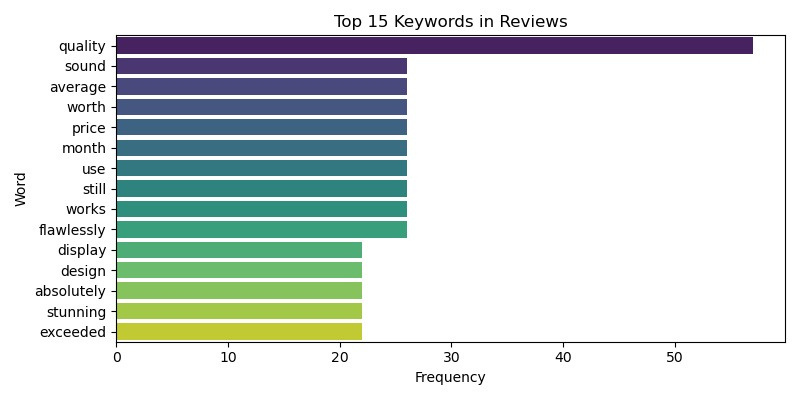 Top 15 Keywords in Reviews
Word
quality
sound
average
worth
price
month
use
still
works
flawlessly
display
design
absolutely
stunning
exceeded
0 10 20 30 40 50
Frequency